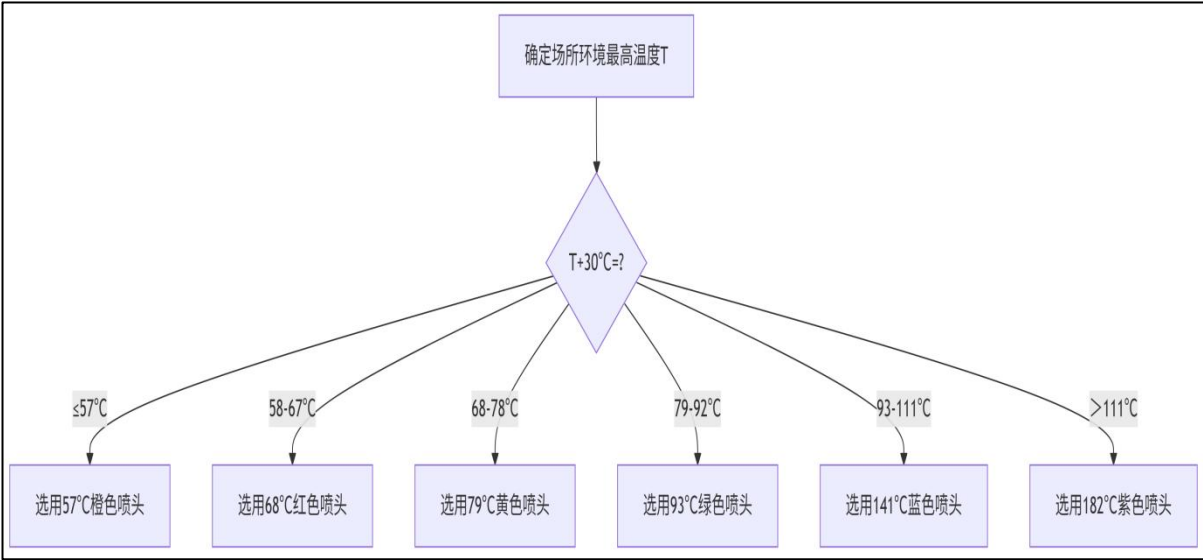 确定场所环境最高温度T
T+30°C=?
≤57°C
58-67°C
68-78°C
79-92°C
93-111°C
>111°C
选用57°C橙色喷头
选用68°C红色喷头
选用79°C黄色喷头
选用93°C绿色喷头
选用141°C蓝色喷头
选用182°C紫色喷头